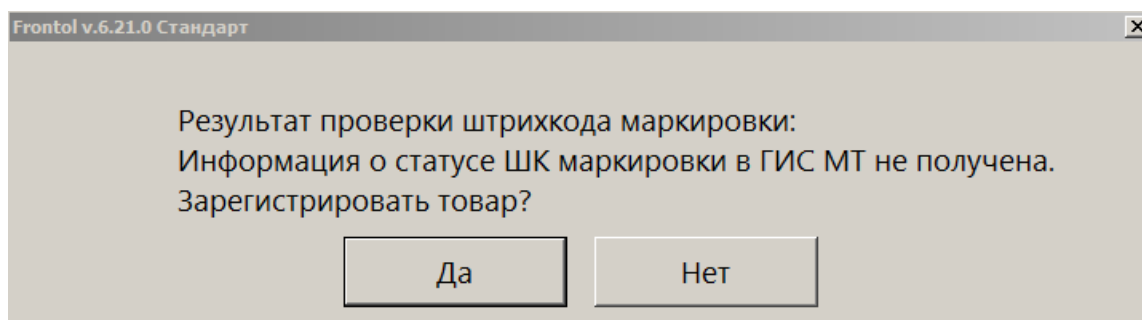 Frontol v.6.21.0 Стандарт
Результат проверки штрихкода маркировки:
Информация о статусе ШК маркировки в ГИС МТ не получена.
Зарегистрировать товар?
Да
Нет